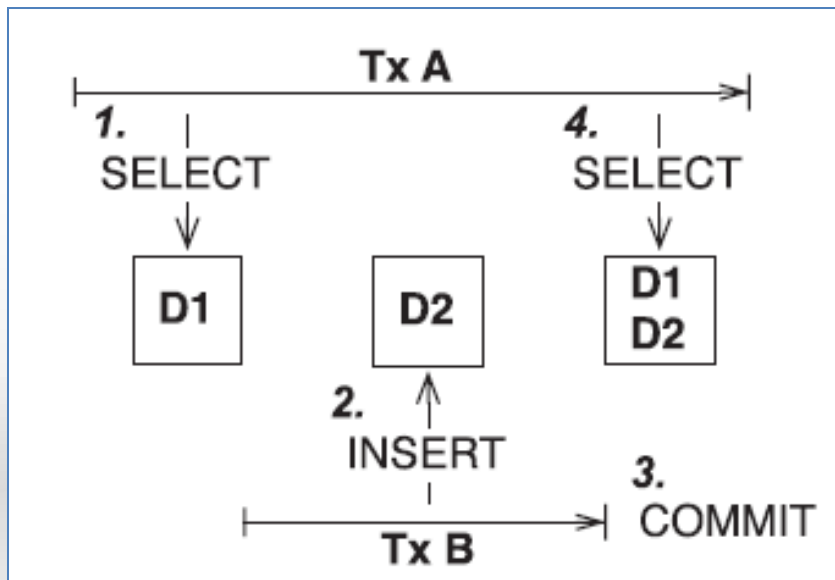 Tx A
1.
SELECT
4.
SELECT
D1
D2
D1
D2
2.
INSERT
3.
COMMIT
Tx B